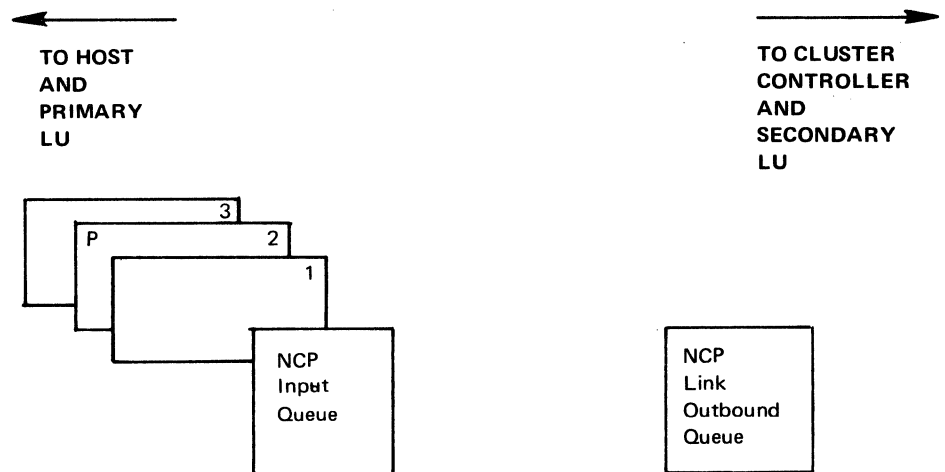 TO HOST
AND
PRIMARY
LU
TO CLUSTER
CONTROLLER
AND
SECONDARY
LU
3
P 2
1
NCP
Input
Queue
NCP
Link
Outbound
Queue